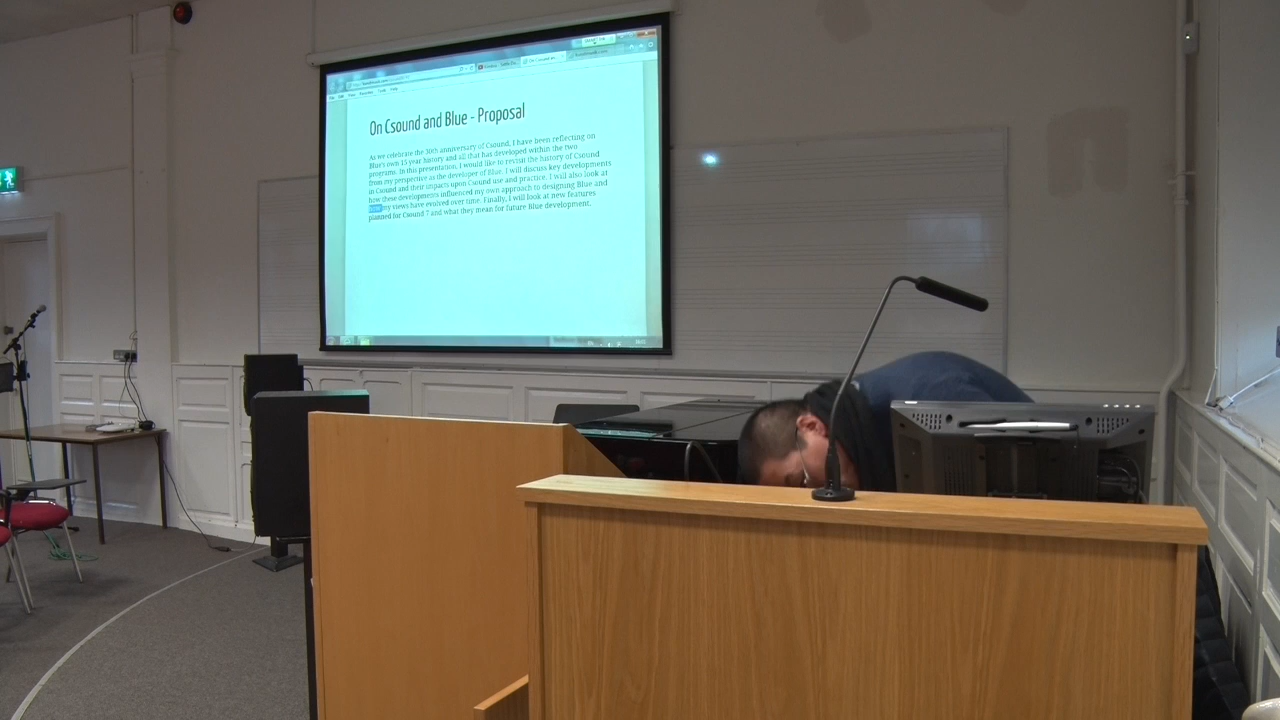 On Csound and Blue - Proposal
As we celebrate the 30th anniversary of Csound, I have been reflecting on
Blue's own 15 year history and all that has developed within the two
programs. In this presentation, I would like to revisit the history of Csound
from my perspective as the developer of Blue. I will discuss key developments
in Csound and their impacts upon Csound use and practice. I will also look at
how these developments influenced my own approach to designing Blue and
how my views have evolved over time. Finally, I will look at new features
planned for Csound 7 and what they mean for future Blue development.